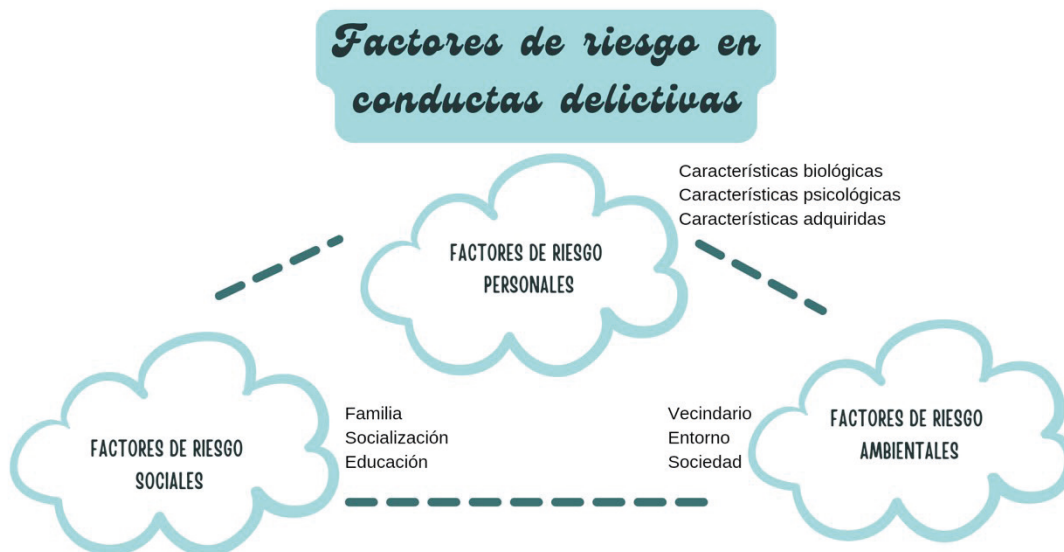 Factores de riesgo en
conductas delictivas
Características biológicas
Características psicológicas
Características adquiridas
FACTORES DE RIESGO
PERSONALES
Familia
Socialización
Educación
FACTORES DE RIESGO
SOCIALES
Vecindario
Entorno
Sociedad
FACTORES DE RIESGO
AMBIENTALES